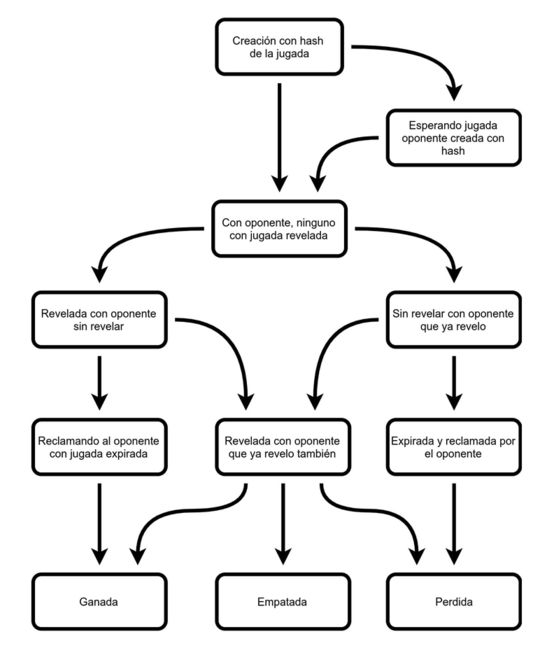 Creación con hash
de la jugada
Esperando jugada
oponente creada con
hash
Con oponente, ninguno
con jugada revelada
Revelada con oponente
sin revelar
Sin revelar con oponente
que ya revelo
Reclamando al oponente
con jugada expirada
Revelada con oponente
que ya revelo también
Expirada y reclamada por
el oponente
Ganada
Empatada
Perdida